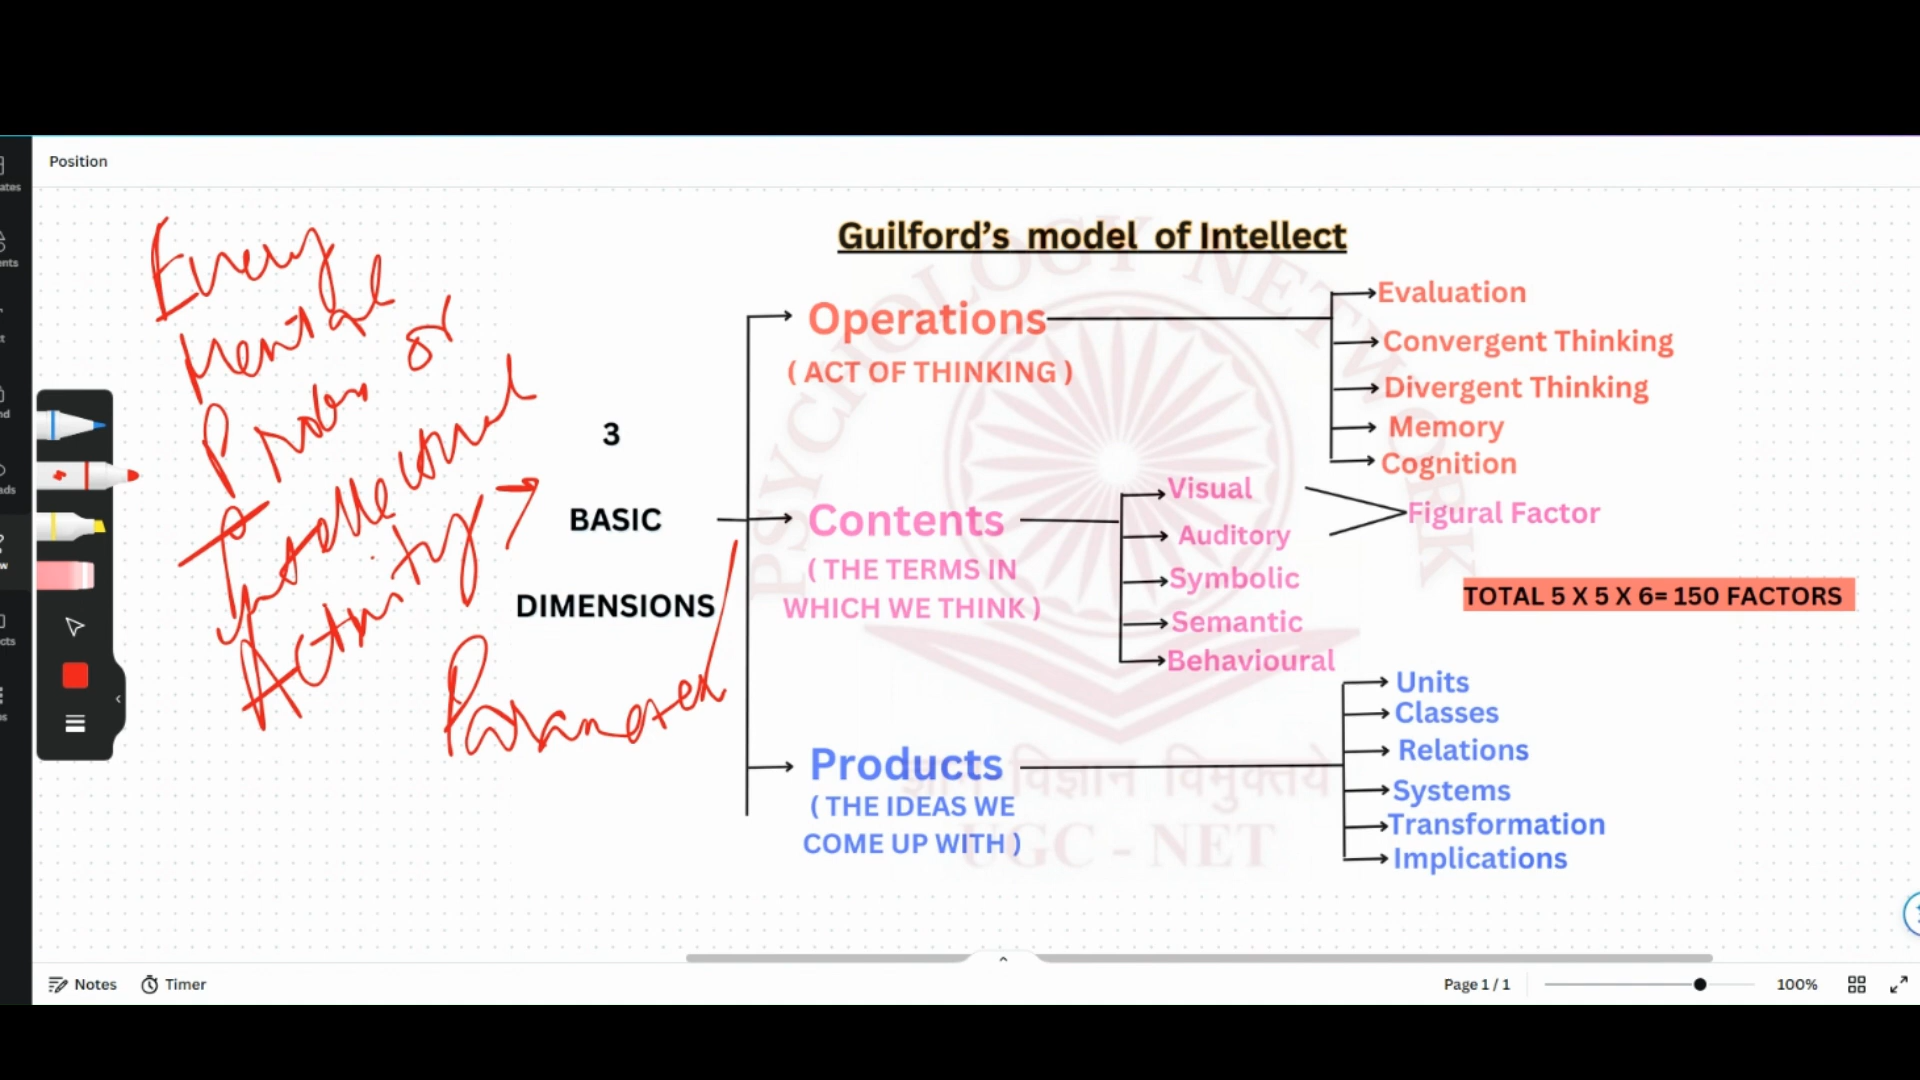 Position
Guilford's model of Intellect
Every
Mental
Process or
Intellectual
Activity
Parameter
3
BASIC
DIMENSIONS
Operations
( ACT OF THINKING )
Evaluation
Convergent Thinking
Divergent Thinking
Memory
Cognition
Contents
( THE TERMS IN
WHICH WE THINK )
Visual
Auditory
Symbolic
Semantic
Behavioural
Figural Factor
TOTAL 5 X 5 X 6= 150 FACTORS
Products
( THE IDEAS WE
COME UP WITH )
Units
Classes
Relations
Systems
Transformation
Implications
PSYCHOLOGY NETWORK
ज्ञान विज्ञान विमुक्तये
UGC - NET
Notes
Timer
Page 1 / 1
100%